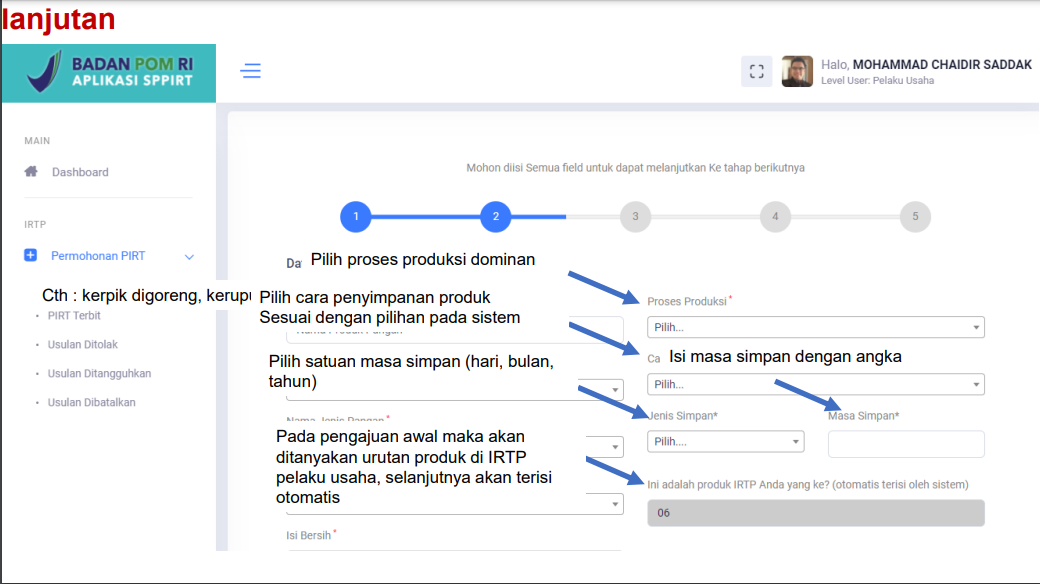 lanjutan
BADAN POM RI
APLIKASI SPPIRT
Halo, MOHAMMAD CHAIDIR SADDAK
Level User: Pelaku Usaha
MAIN
Dashboard
IRTP
Permohonan PIRT
PIRT Terbit
Usulan Ditolak
Usulan Ditangguhkan
Usulan Dibatalkan
Mohon diisi Semua field untuk dapat melanjutkan Ke tahap berikutnya
1 2 3 4 5
Da Pilih proses produksi dominan
Cth : kerpik digoreng, kerupu
Pilih cara penyimpanan produk
Sesuai dengan pilihan pada sistem
Nama Produk Pangan
Pilih satuan masa simpan (hari, bulan,
tahun)
Nama Jenis Pangan *
Pada pengajuan awal maka akan
ditanyakan urutan produk di IRTP
pelaku usaha, selanjutnya akan terisi
otomatis
Isi Bersih *
Proses Produksi *
Pilih...
Ca Isi masa simpan dengan angka
Pilih...
Jenis Simpan*
Pilih....
Masa Simpan*
Ini adalah produk IRTP Anda yang ke? (otomatis terisi oleh sistem)
06